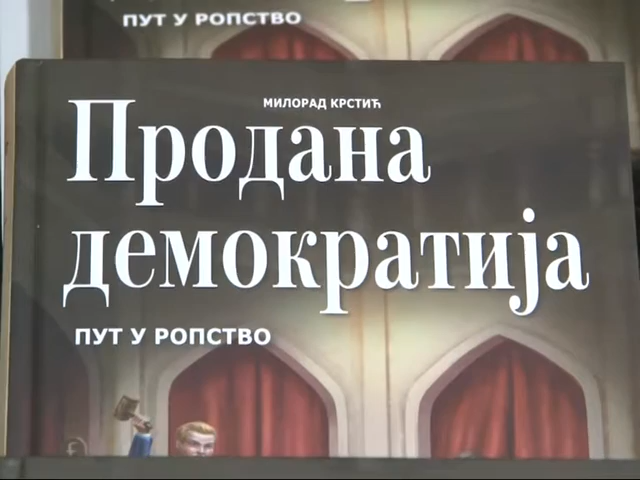 ПУТ У РОПСТВО
МИЛОРАД КРСТИЋ
Продана
демократија
ПУТ У РОПСТВО